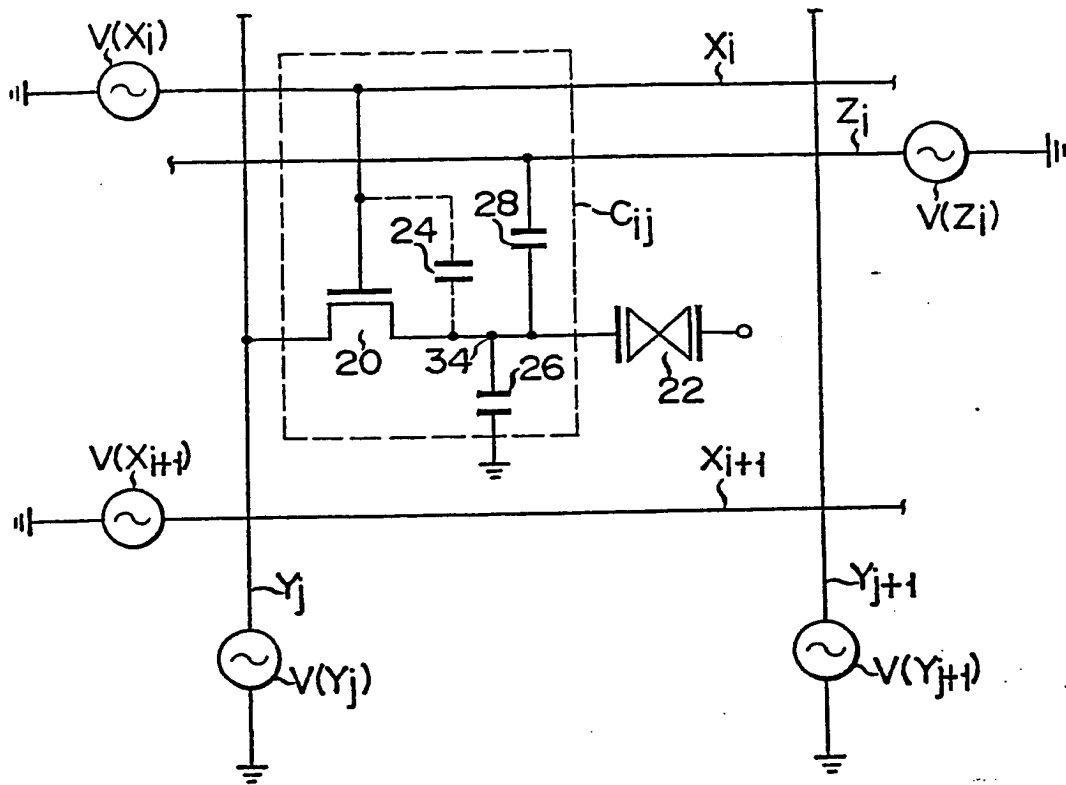 V(Xi)
Xi
Zi
V(Zi)
28
Cij
24
20
34
26
22
V(Xi+1)
Xi+1
Yj
Yj+1
V(Yj)
V(Yj+1)